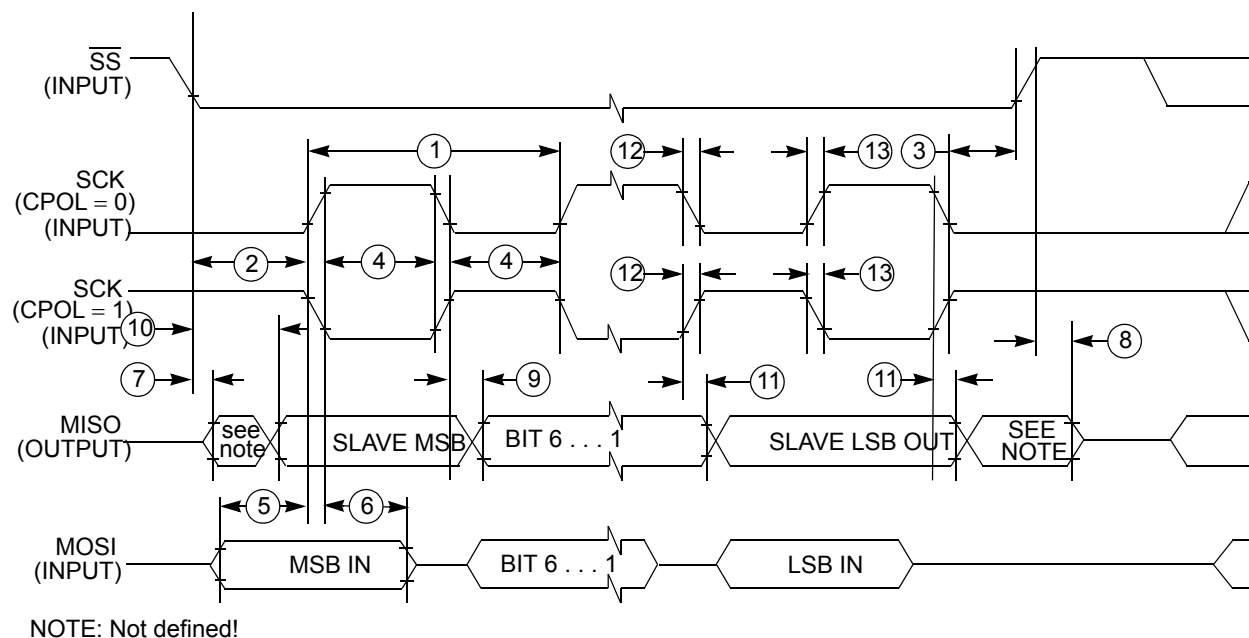 SS
(INPUT)
1
12
13
3
SCK
(CPOL = 0)
(INPUT)
2
4
4
12
13
SCK
(CPOL = 1)
(INPUT)
10
8
7
9
11
11
MISO
(OUTPUT)
see
note
SLAVE MSB
BIT 6 . . . 1
SLAVE LSB OUT
SEE
NOTE
5
6
MOSI
(INPUT)
MSB IN
BIT 6 . . . 1
LSB IN
NOTE: Not defined!